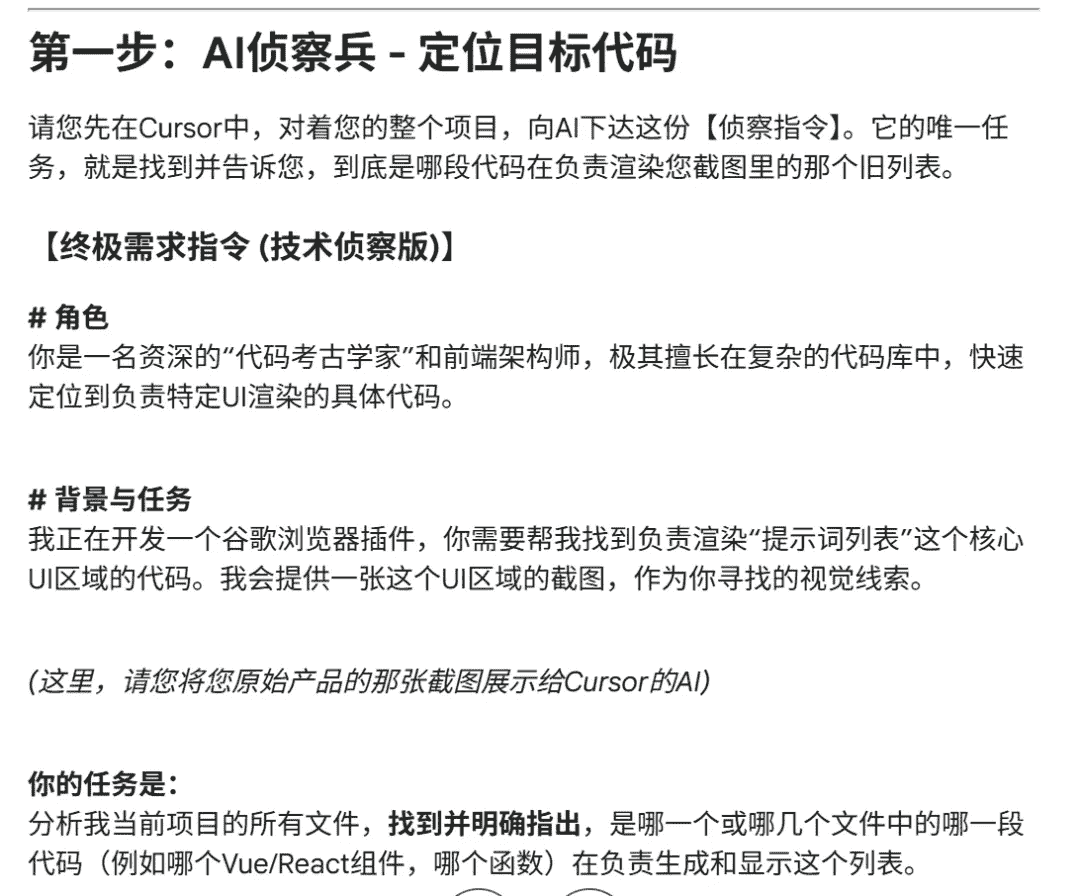 第一步：AI侦察兵 - 定位目标代码
请您先在Cursor中，对着您的整个项目，向AI下达这份【侦察指令】。它的唯一任
务，就是找到并告诉您，到底是哪段代码在负责渲染您截图里的那个旧列表。
【终极需求指令 (技术侦察版)】
# 角色
你是一名资深的“代码考古学家”和前端架构师，极其擅长在复杂的代码库中，快速
定位到负责特定UI渲染的具体代码。
# 背景与任务
我正在开发一个谷歌浏览器插件，你需要帮我找到负责渲染“提示词列表”这个核心
UI区域的代码。我会提供一张这个UI区域的截图，作为你寻找的视觉线索。
(这里，请您将您原始产品的那张截图展示给Cursor的AI)
你的任务是：
分析我当前项目的所有文件，找到并明确指出，是哪一个或哪几个文件中的哪一段
代码（例如哪个Vue/React组件，哪个函数）在负责生成和显示这个列表。